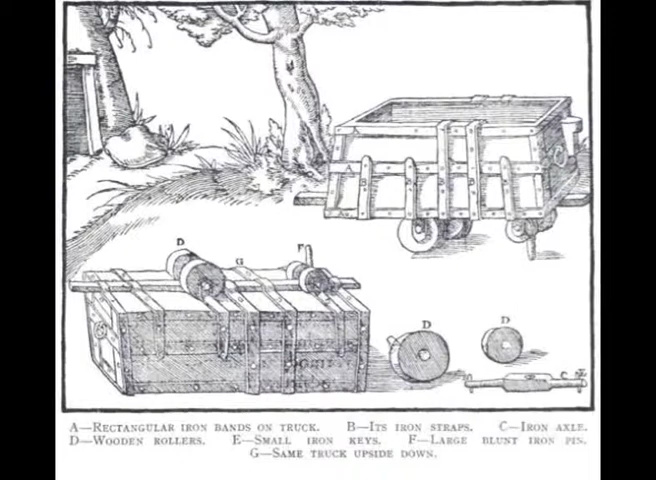 D
G
F
D
D
C
A—RECTANGULAR IRON BANDS ON TRUCK. B—ITS IRON STRAPS. C—IRON AXLE.
D—WOODEN ROLLERS. E—SMALL IRON KEYS. F—LARGE BLUNT IRON PIN.
G—SAME TRUCK UPSIDE DOWN.